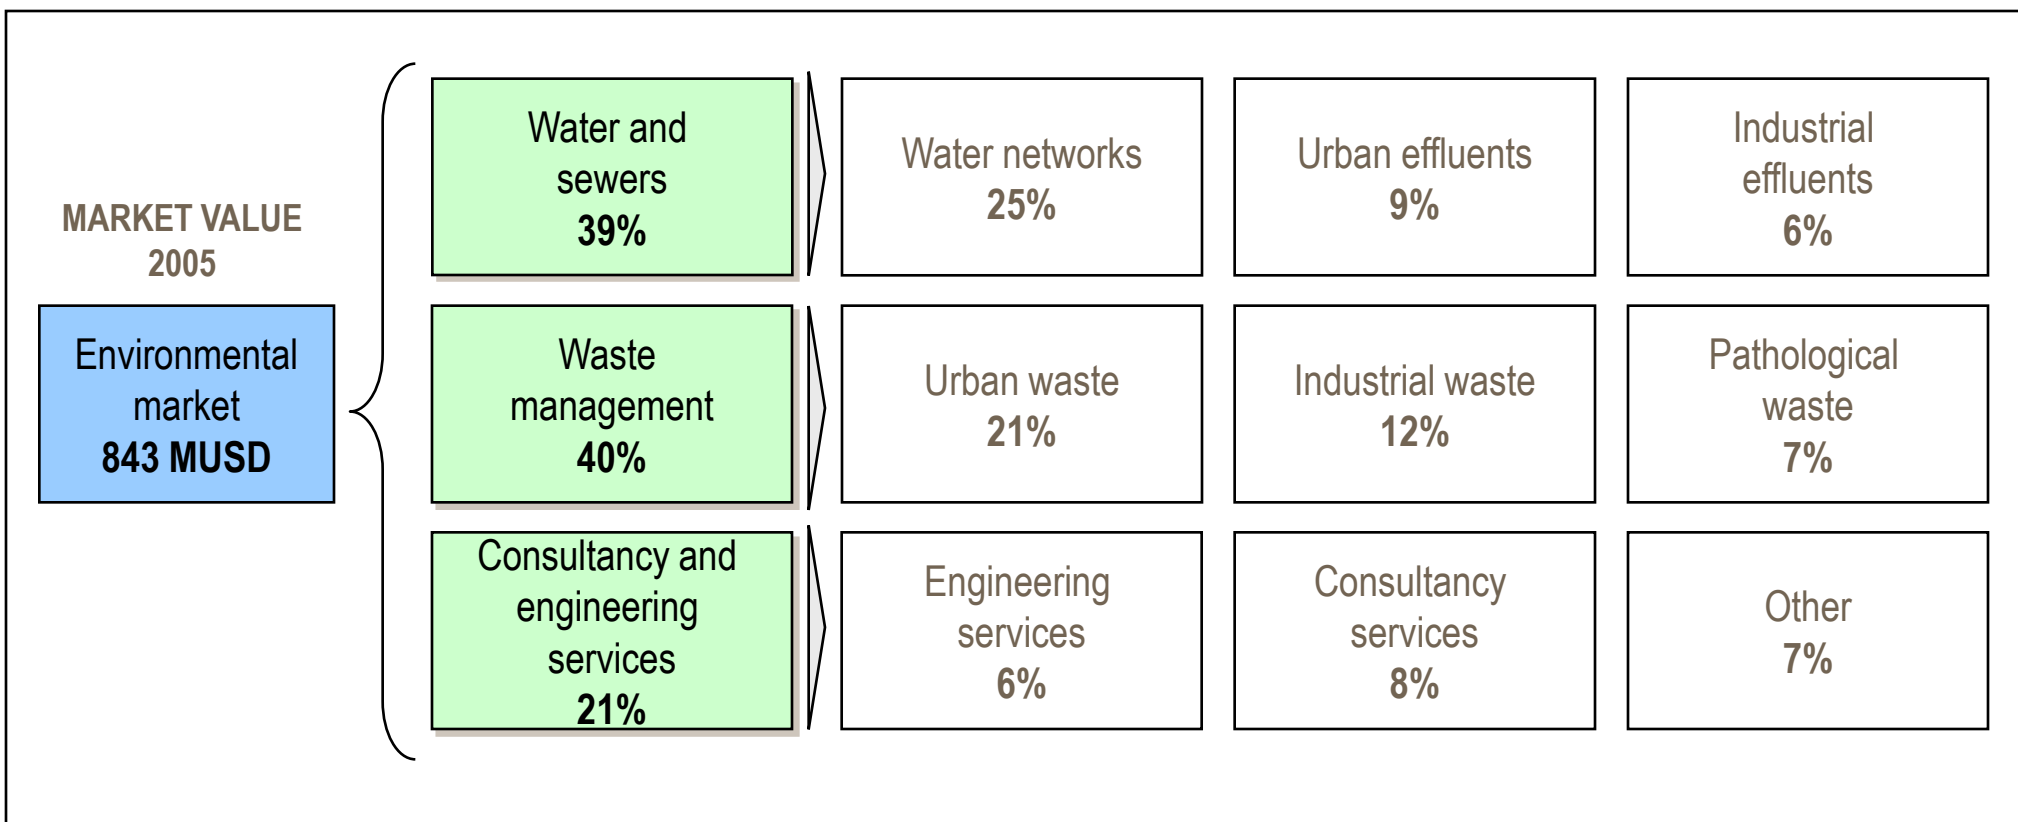 MARKET VALUE
2005
Environmental
market
843 MUSD
Water and
sewers
39%
Water networks
25%
Urban effluents
9%
Industrial
effluents
6%
Waste
management
40%
Urban waste
21%
Industrial waste
12%
Pathological
waste
7%
Consultancy and
engineering
services
21%
Engineering
services
6%
Consultancy
services
8%
Other
7%